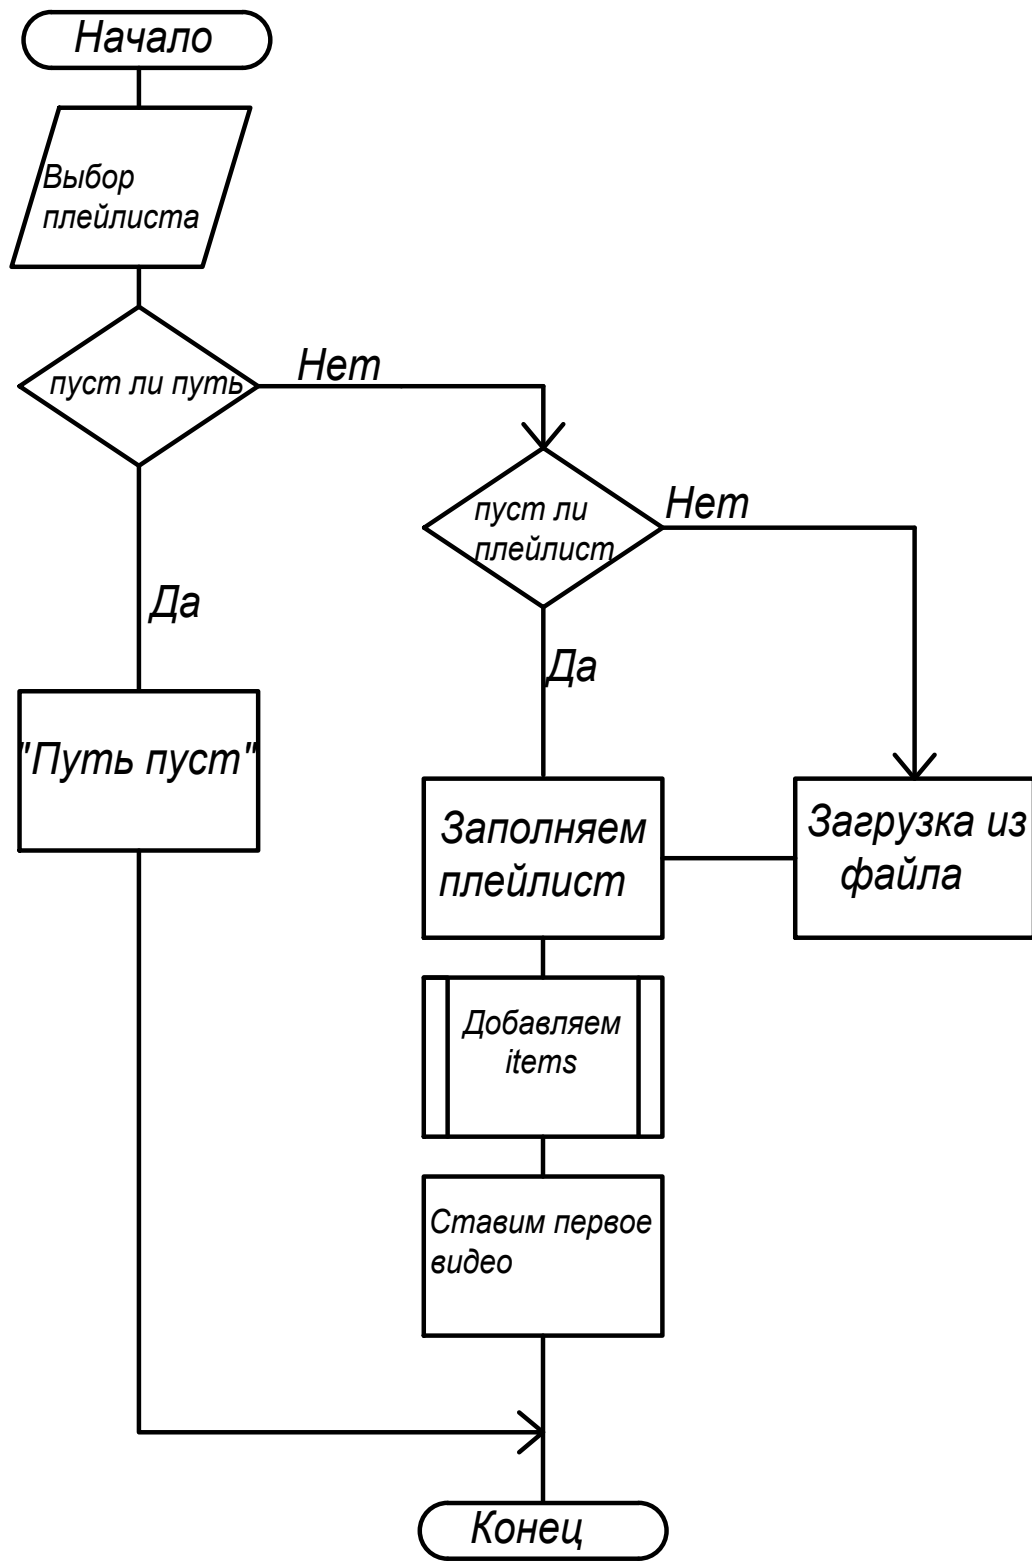 Начало
Выбор
плейлиста
пуст ли путь
Нет
пуст ли
плейлист
Нет
Да
Да
"Путь пуст"
Заполняем
плейлист
Загрузка из
файла
Добавляем
items
Ставим первое
видео
Конец